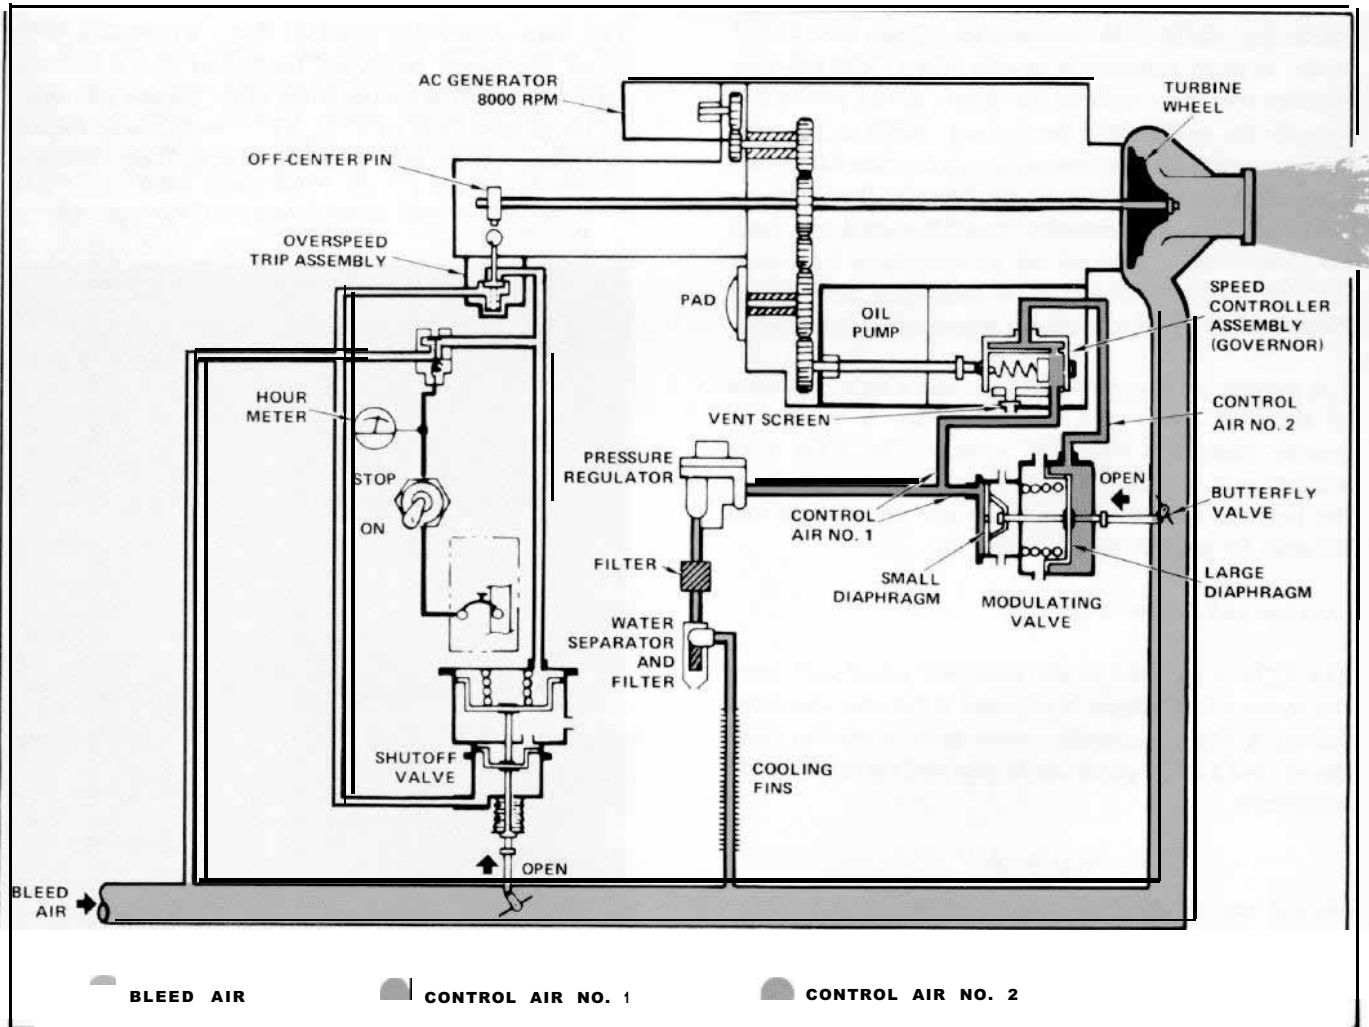 AC GENERATOR
8000 RPM
TURBINE
WHEEL
OFF-CENTER PIN
OVERSPEED
TRIP ASSEMBLY
PAD
OIL
PUMP
SPEED
CONTROLLER
ASSEMBLY
(GOVERNOR)
HOUR
METER
VENT SCREEN
CONTROL
AIR NO. 2
PRESSURE
REGULATOR
STOP
ON
OPEN
BUTTERFLY
VALVE
CONTROL
AIR NO. 1
FILTER
SMALL
DIAPHRAGM
MODULATING
VALVE
LARGE
DIAPHRAGM
WATER
SEPARATOR
AND
FILTER
SHUTOFF
VALVE
COOLING
FINS
OPEN
BLEED
AIR
BLEED AIR
CONTROL AIR NO. 1
CONTROL AIR NO. 2